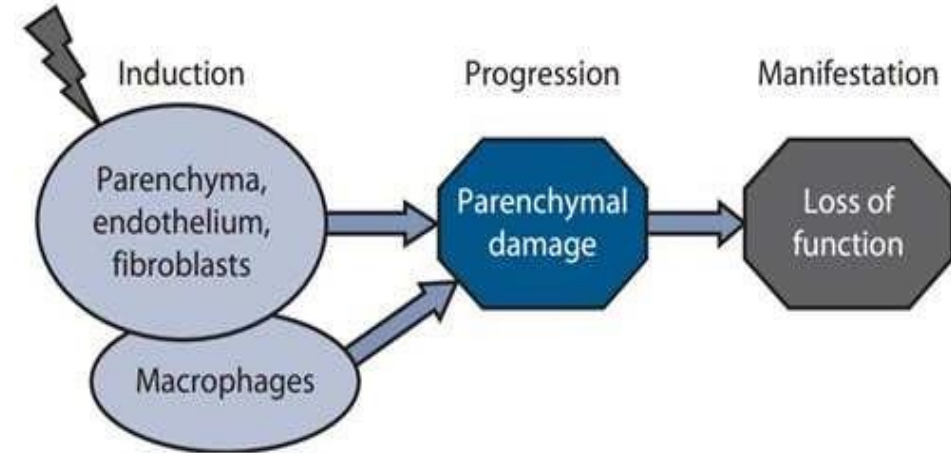 Induction
Progression
Manifestation
Parenchyma,
endothelium,
fibroblasts
Parenchymal
damage
Loss of
function
Macrophages